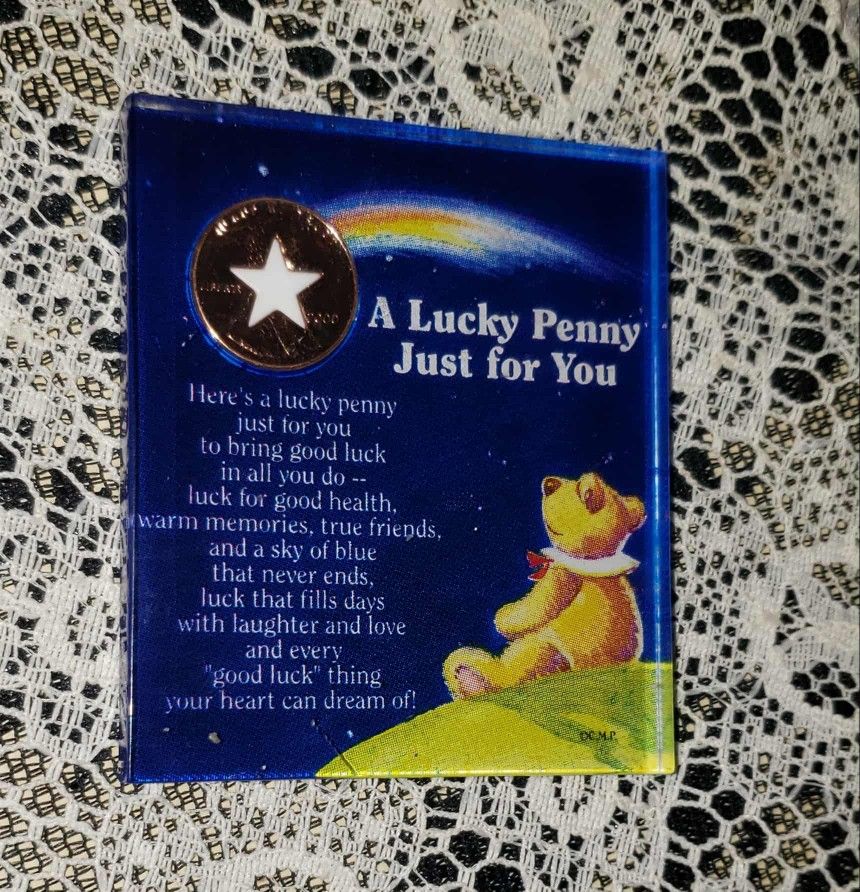 A Lucky Penny
Just for You
Here's a lucky penny
just for you
to bring good luck
in all you do --
luck for good health,
warm memories, true friends,
and a sky of blue
that never ends,
luck that fills days
with laughter and love
and every
"good luck" thing
your heart can dream of!
©C.M.P.